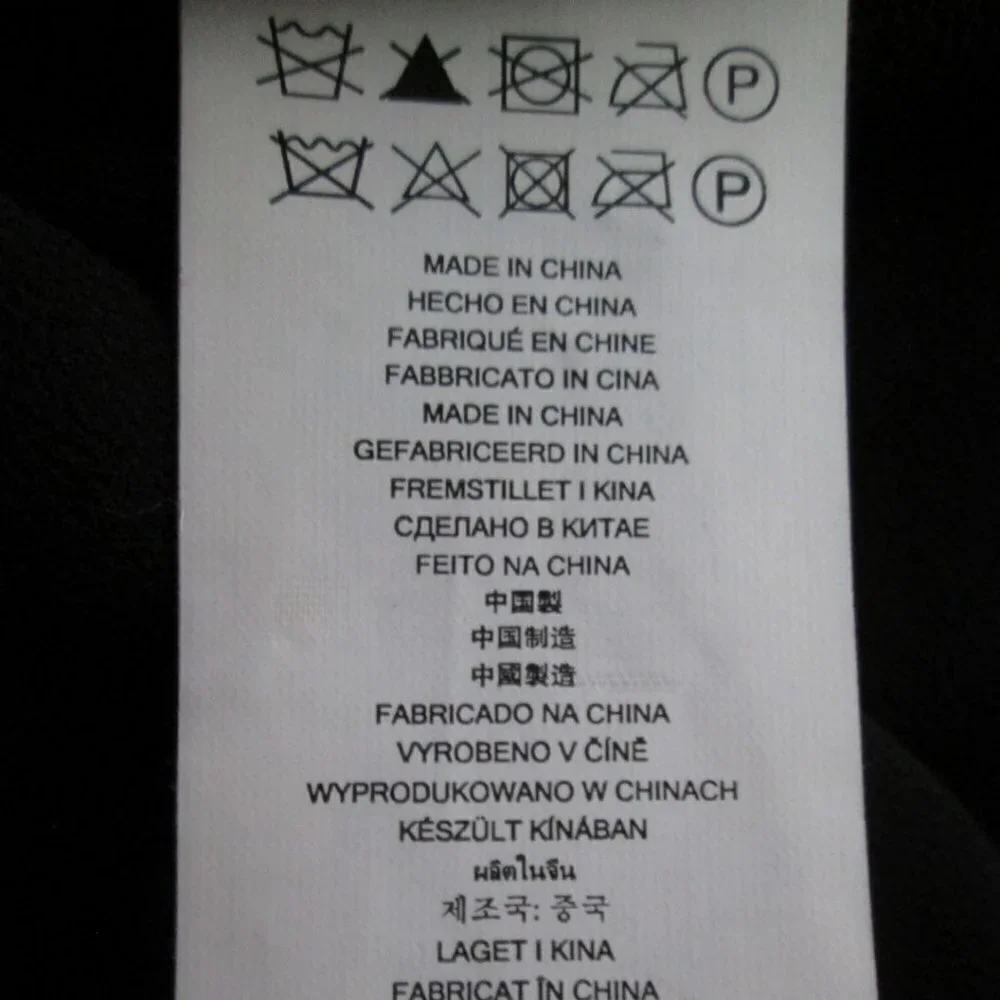 P
P
MADE IN CHINA
HECHO EN CHINA
FABRIQUÉ EN CHINE
FABBRICATO IN CINA
MADE IN CHINA
GEFABRICEERD IN CHINA
FREMSTILLET I KINA
СДЕЛАНО В КИТАЕ
FEITO NA CHINA
中国製
中国制造
中國製造
FABRICADO NA CHINA
VYROBENO V ČÍNĚ
WYPRODUKOWANO W CHINACH
KÉSZÜLT KÍNÁBAN
ผลิตในจีน
제조국: 중국
LAGET I KINA
FABRICAT ÎN CHINA